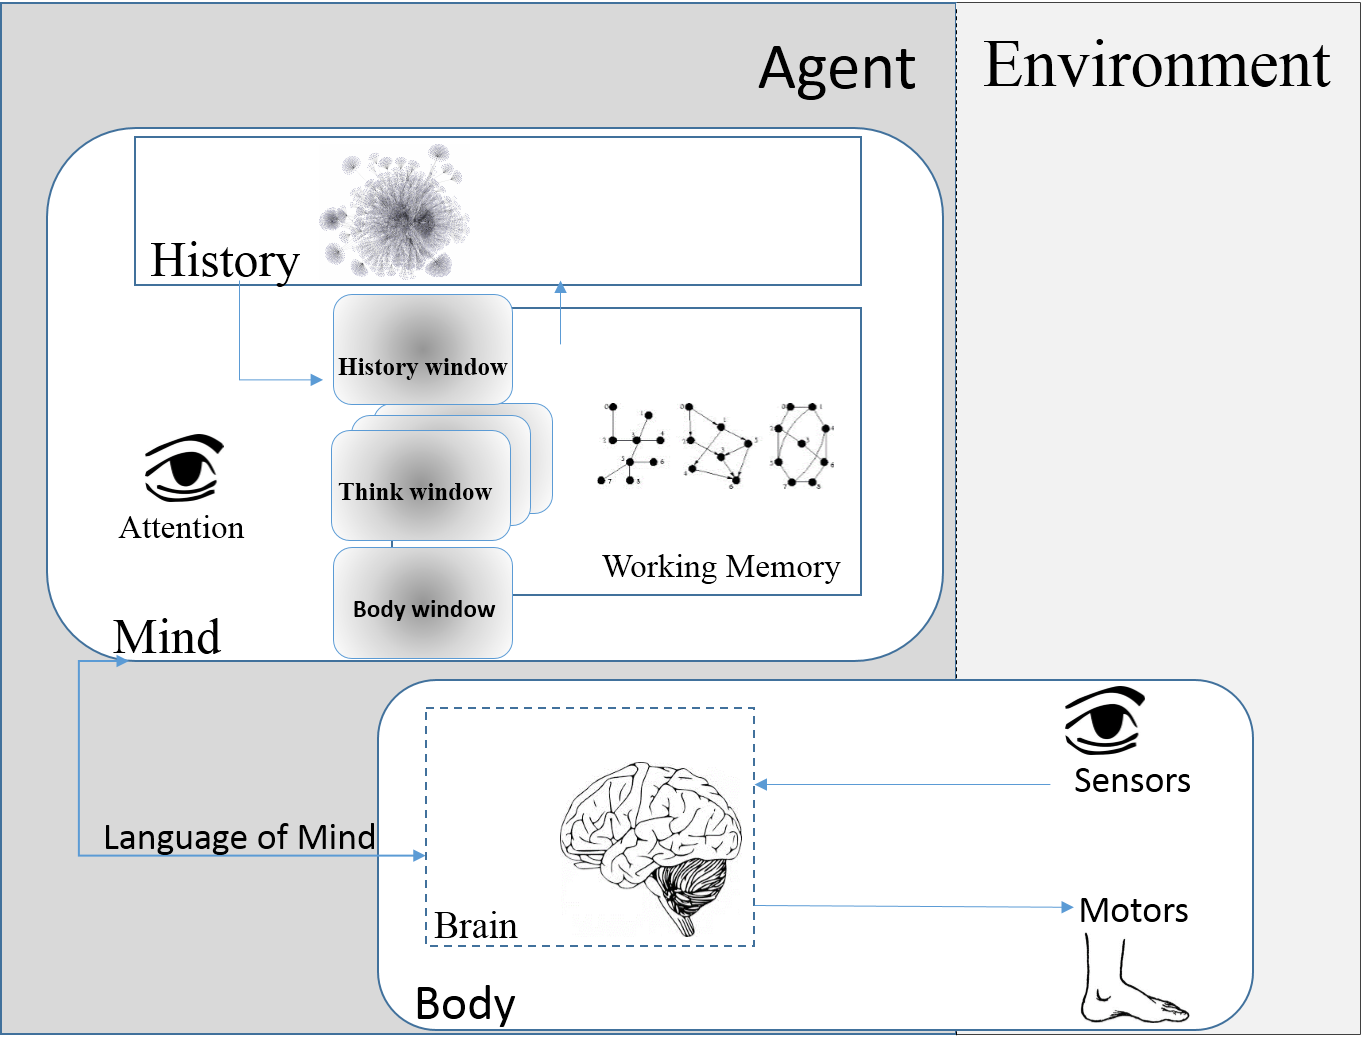 Agent
Environment
History
History window
Think window
Attention
Working Memory
Body window
Mind
Sensors
Language of Mind
Motors
Brain
Body